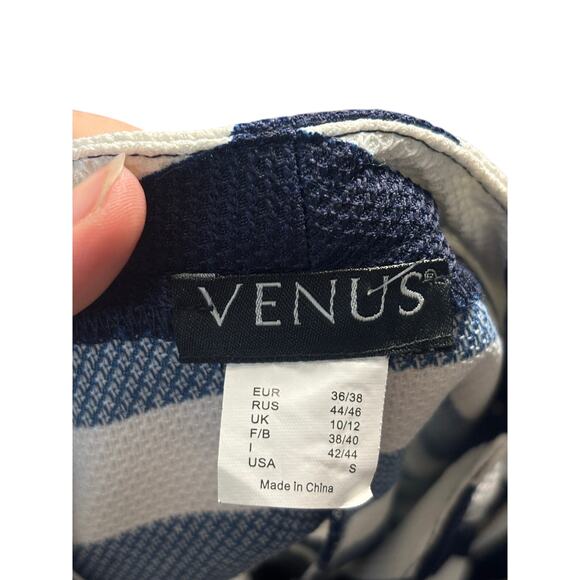 VENUS®
EUR 36/38
RUS 44/46
UK 10/12
F/B 38/40
I 42/44
USA S
Made in China